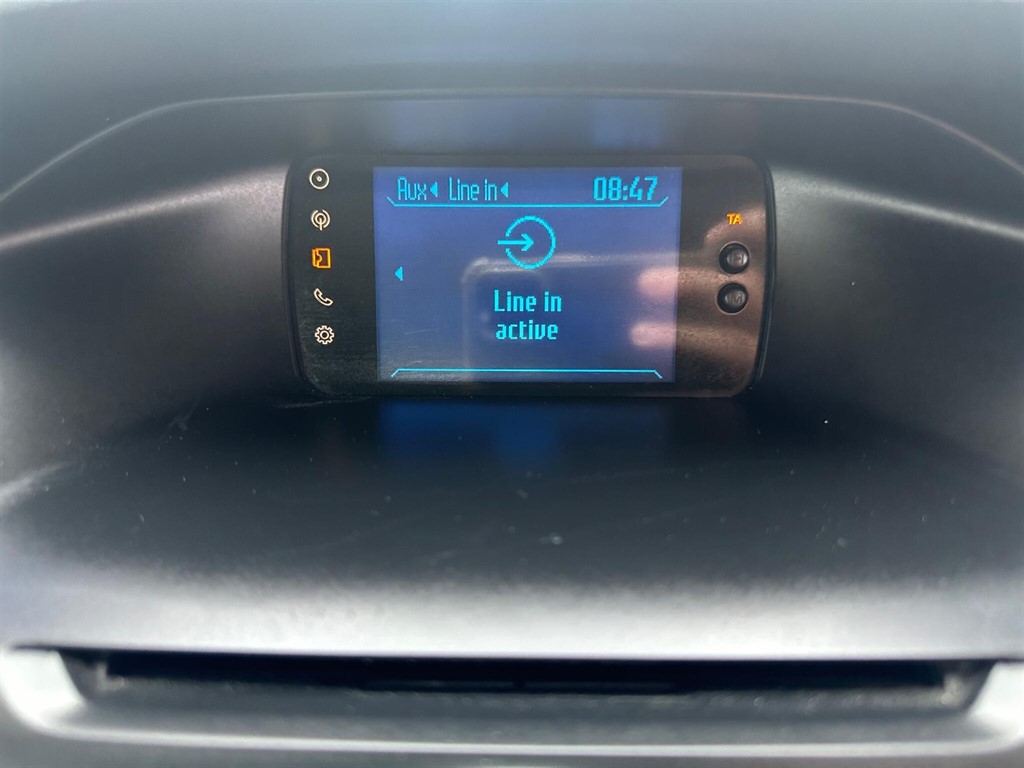 Aux Line in 08:47
TA
Line in
active